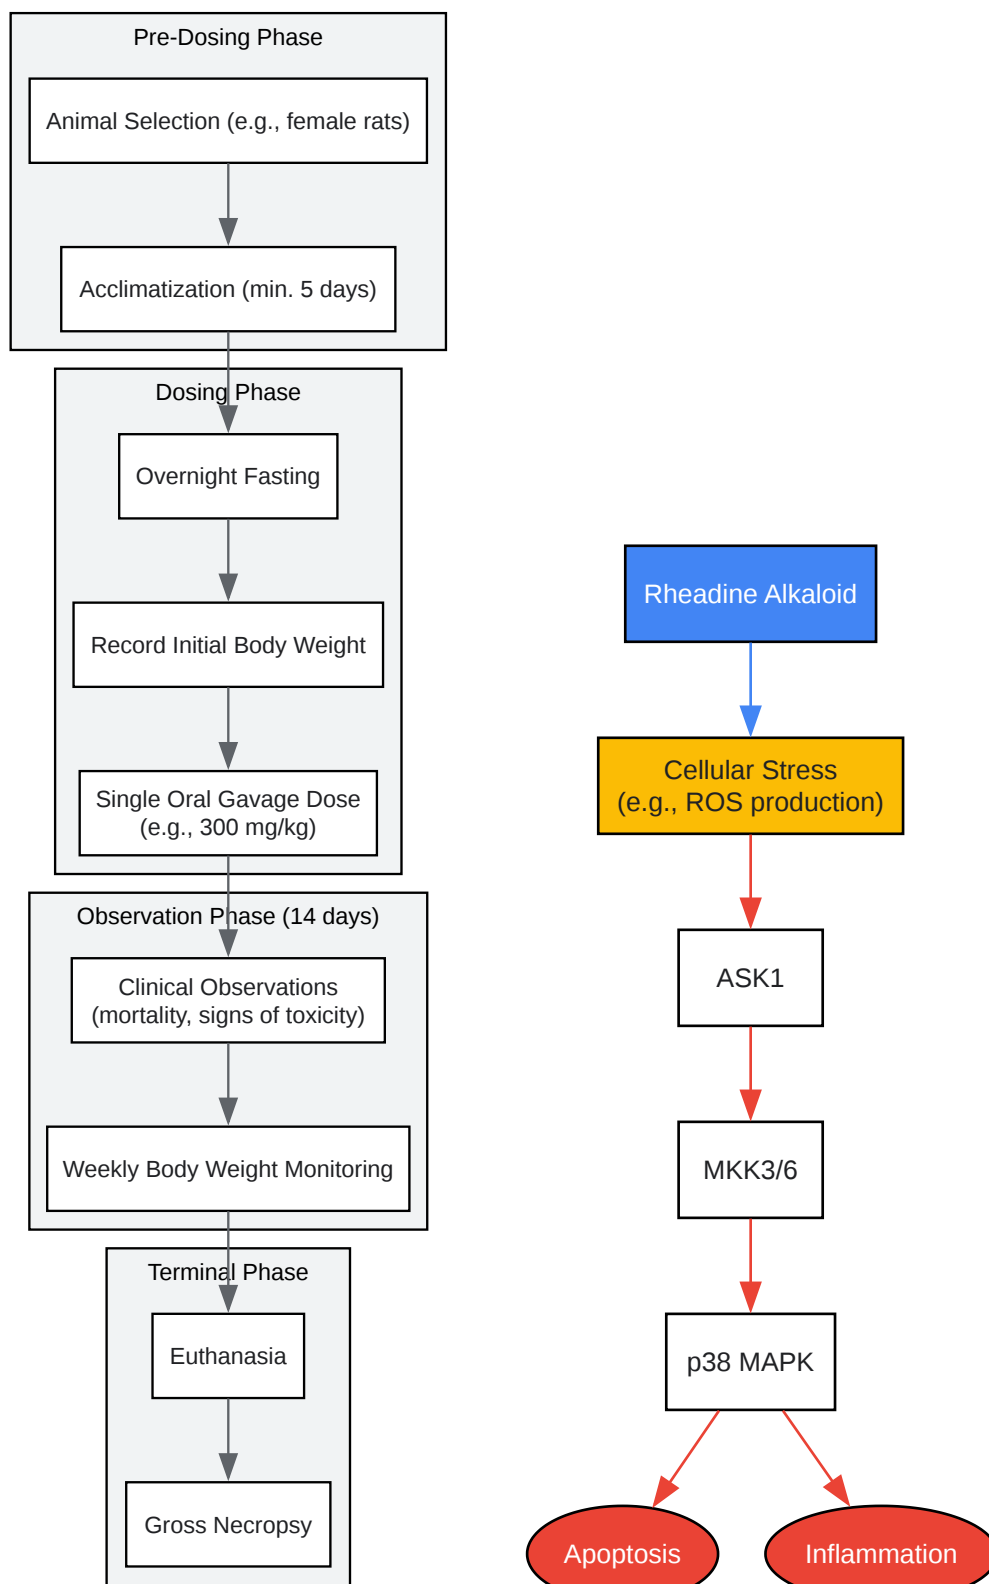 Pre-Dosing Phase
Animal Selection (e.g., female rats)
Acclimatization (min. 5 days)
Dosing Phase
Overnight Fasting
Record Initial Body Weight
Single Oral Gavage Dose
(e.g., 300 mg/kg)
Observation Phase (14 days)
Clinical Observations
(mortality, signs of toxicity)
Weekly Body Weight Monitoring
Terminal Phase
Euthanasia
Gross Necropsy
Rheadine Alkaloid
Cellular Stress
(e.g., ROS production)
ASK1
MKK3/6
p38 MAPK
Apoptosis
Inflammation